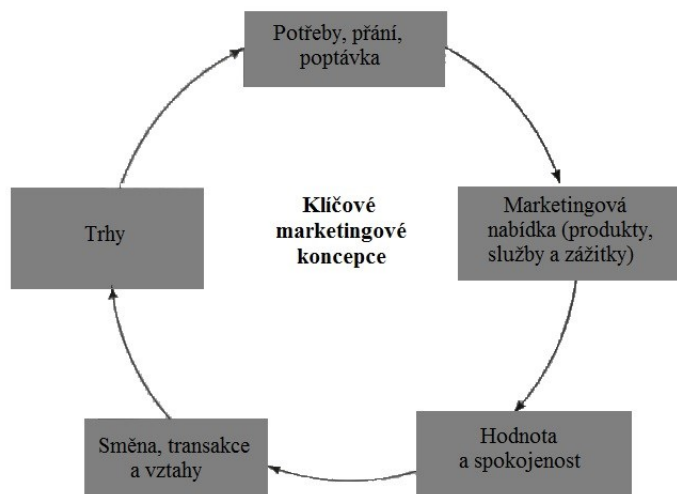 Potřeby, přání,
poptávka
Marketingová
nabídka (produkty,
služby a zážitky)
Hodnota
a spokojenost
Směna, transakce
a vztahy
Trhy
Klíčové
marketingové
koncepce